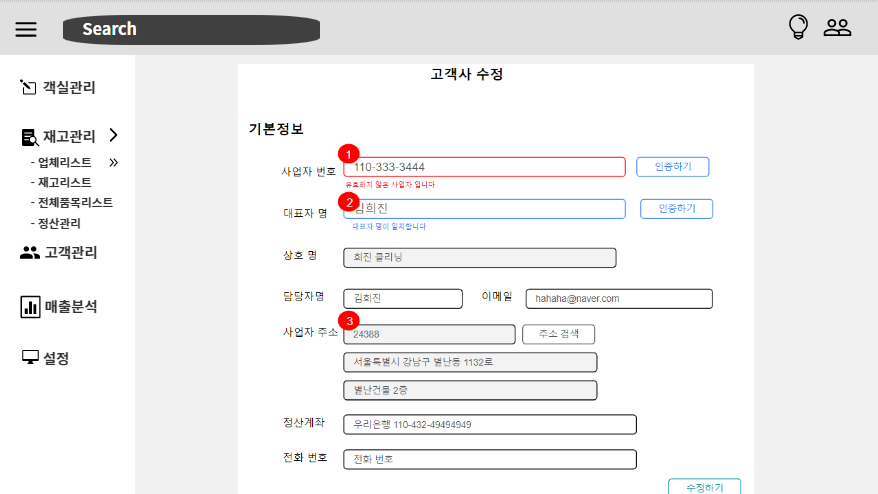 Search
객실관리
재고관리
- 업체리스트
- 재고리스트
- 전체품목리스트
- 정산관리
고객관리
매출분석
설정
고객사 수정
기본정보
1
사업자 번호 110-333-3444 인증하기
유효하지 않은 사업자 입니다
2
대표자 명 김희진 인증하기
대표자 명이 일치합니다
상호 명 희진 클리닝
담당자명 김희진 이메일 hahaha@naver.com
3
사업자 주소 24388 주소 검색
서울특별시 강남구 별난동 1132로
별난건물 2층
정산계좌 우리은행 110-432-49494949
전화 번호 전화 번호
수정하기